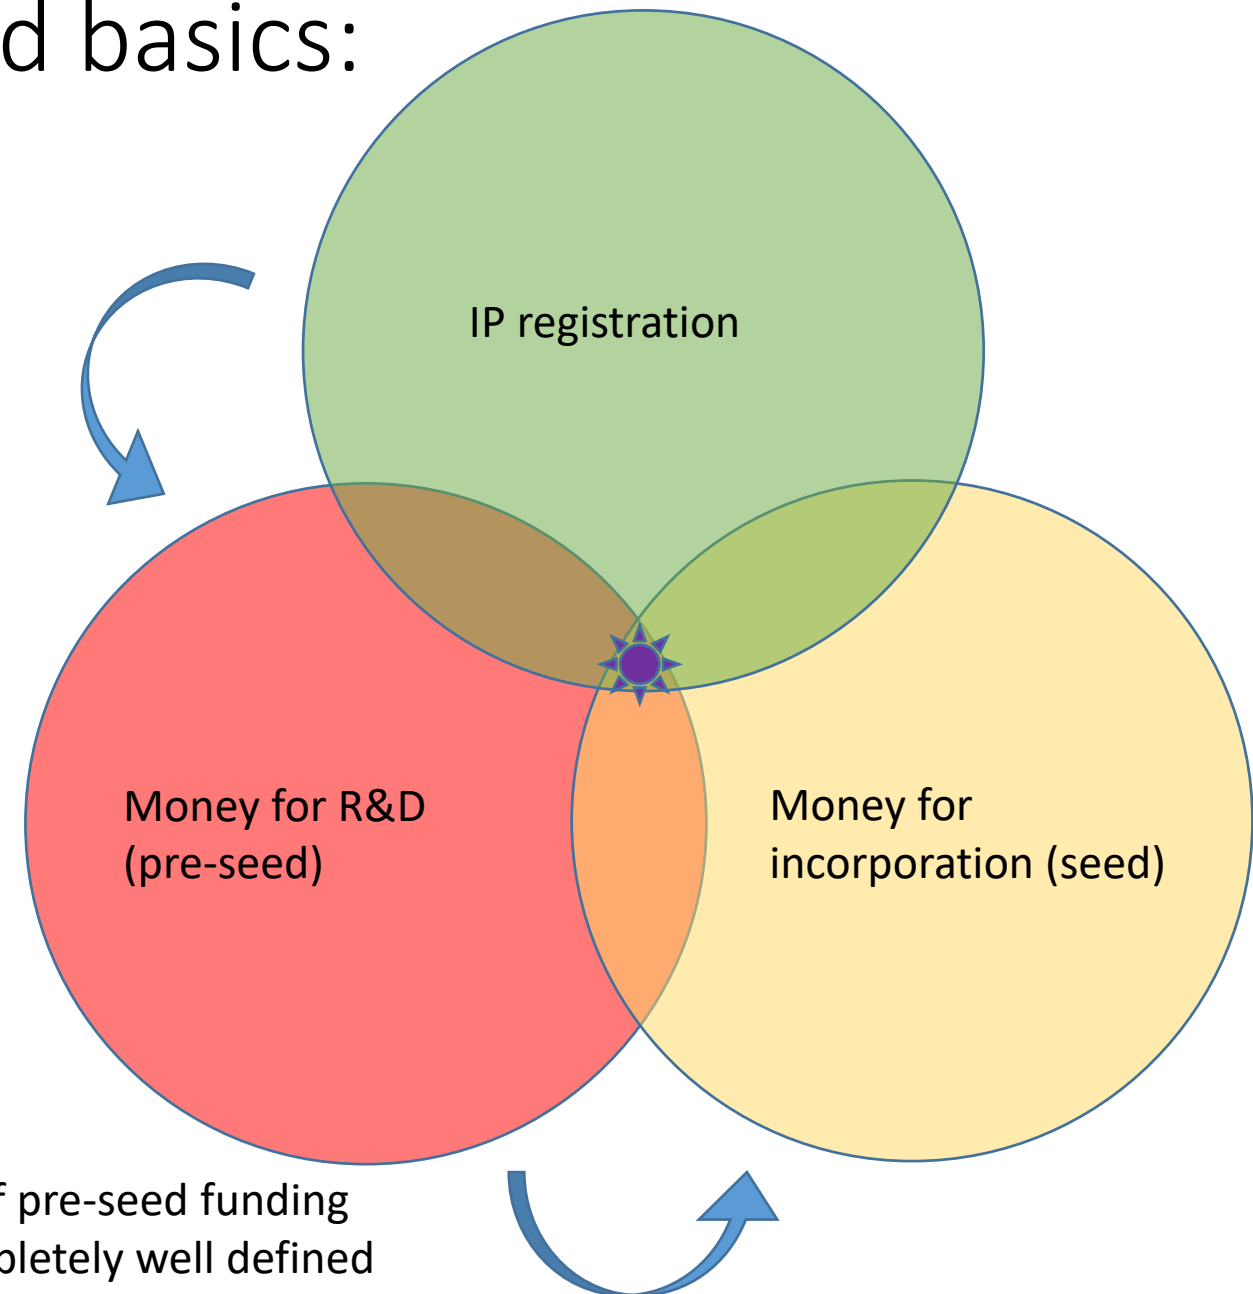 d basics:
IP registration
Money for R&D
(pre-seed)
Money for
incorporation (seed)
f pre-seed funding
pletely well defined